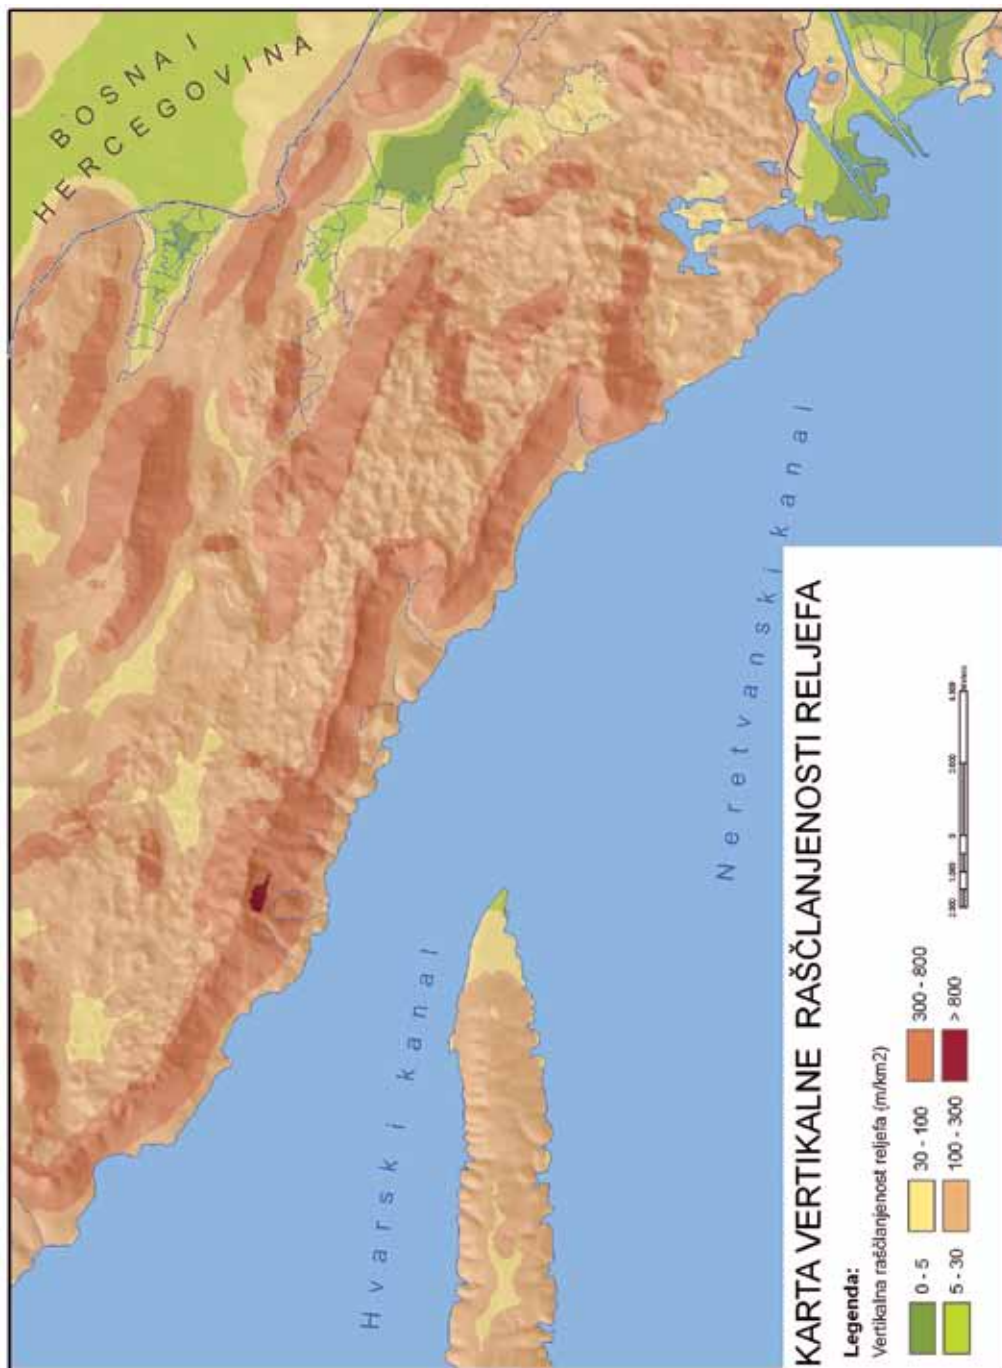 BOSNA I
HERCEGOVINA
Hvarski kanal
Neretvanski kanal
KARTA VERTIKALNE RAŠČLANJENOSTI RELJEFA
Legenda:
Vertikalna raščlanjenost reljefa (m/km2)
0 - 5
30 - 100
300 - 800
5 - 30
100 - 300
> 800